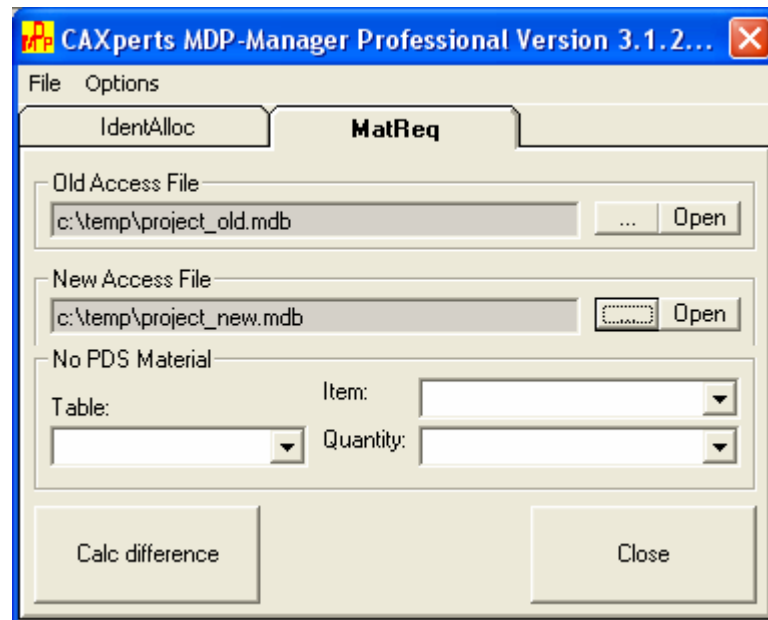 CAXperts MDP-Manager Professional Version 3.1.2...
File Options
IdentAlloc MatReq
Old Access File
c:\temp\project_old.mdb ... Open
New Access File
c:\temp\project_new.mdb ... Open
No PDS Material
Table: Item:
Quantity:
Calc difference Close